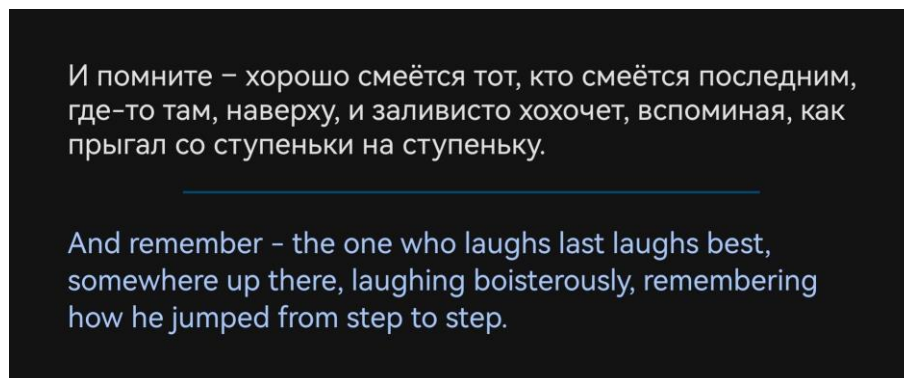 И помните – хорошо смеётся тот, кто смеётся последним,
где-то там, наверху, и заливисто хохочет, вспоминая, как
прыгал со ступеньки на ступеньку.
And remember - the one who laughs last laughs best,
somewhere up there, laughing boisterously, remembering
how he jumped from step to step.